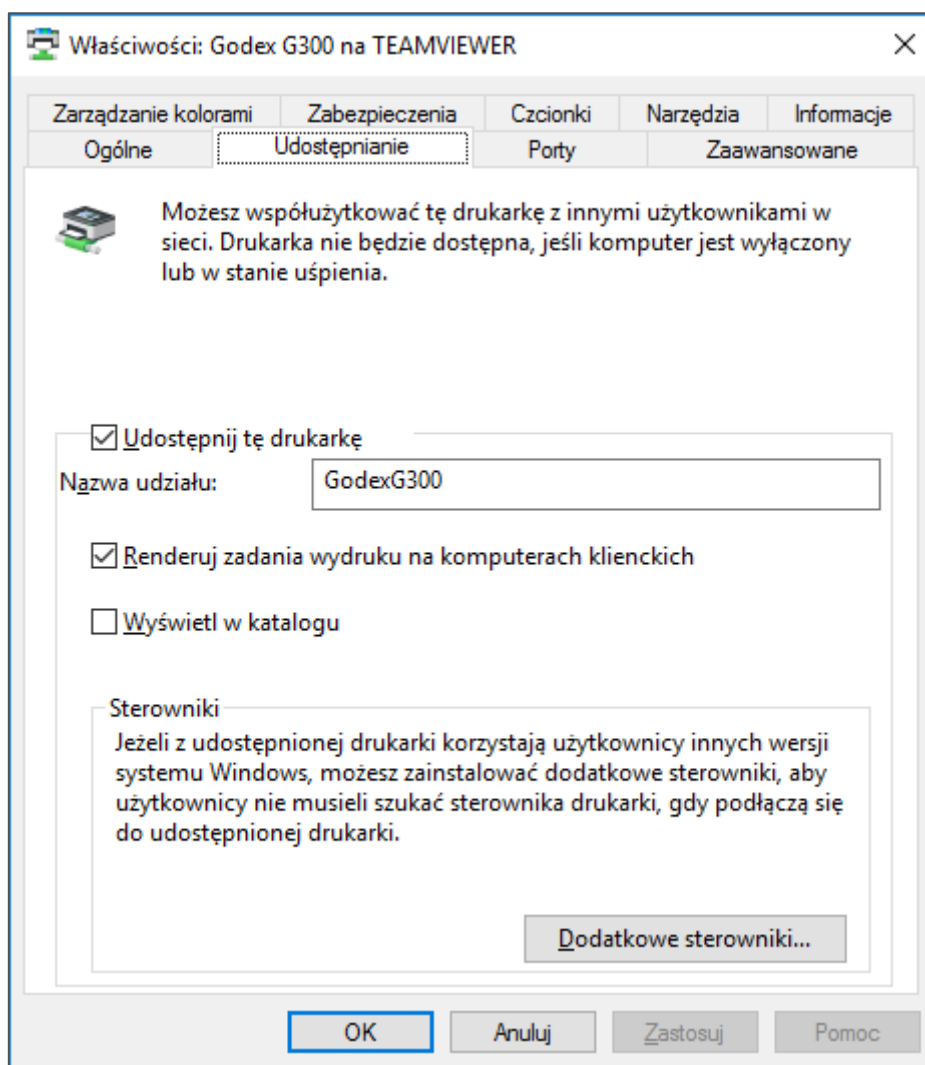 Właściwości: Godex G300 na TEAMVIEWER
Zarządzanie kolorami Zabezpieczenia Czcionki Narzędzia Informacje
Ogólne Udostępnianie Porty Zaawansowane
Możesz współużytkować tę drukarkę z innymi użytkownikami w
sieci. Drukarka nie będzie dostępna, jeśli komputer jest wyłączony
lub w stanie uśpienia.
Udostępnij tę drukarkę
Nazwa udziału: GodexG300
Renderuj zadania wydruku na komputerach klienckich
Wyświetl w katalogu
Sterowniki
Jeżeli z udostępnionej drukarki korzystają użytkownicy innych wersji
systemu Windows, możesz zainstalować dodatkowe sterowniki, aby
użytkownicy nie musieli szukać sterownika drukarki, gdy podłączą się
do udostępnionej drukarki.
Dodatkowe sterowniki...
OK Anuluj Zastosuj Pomoc